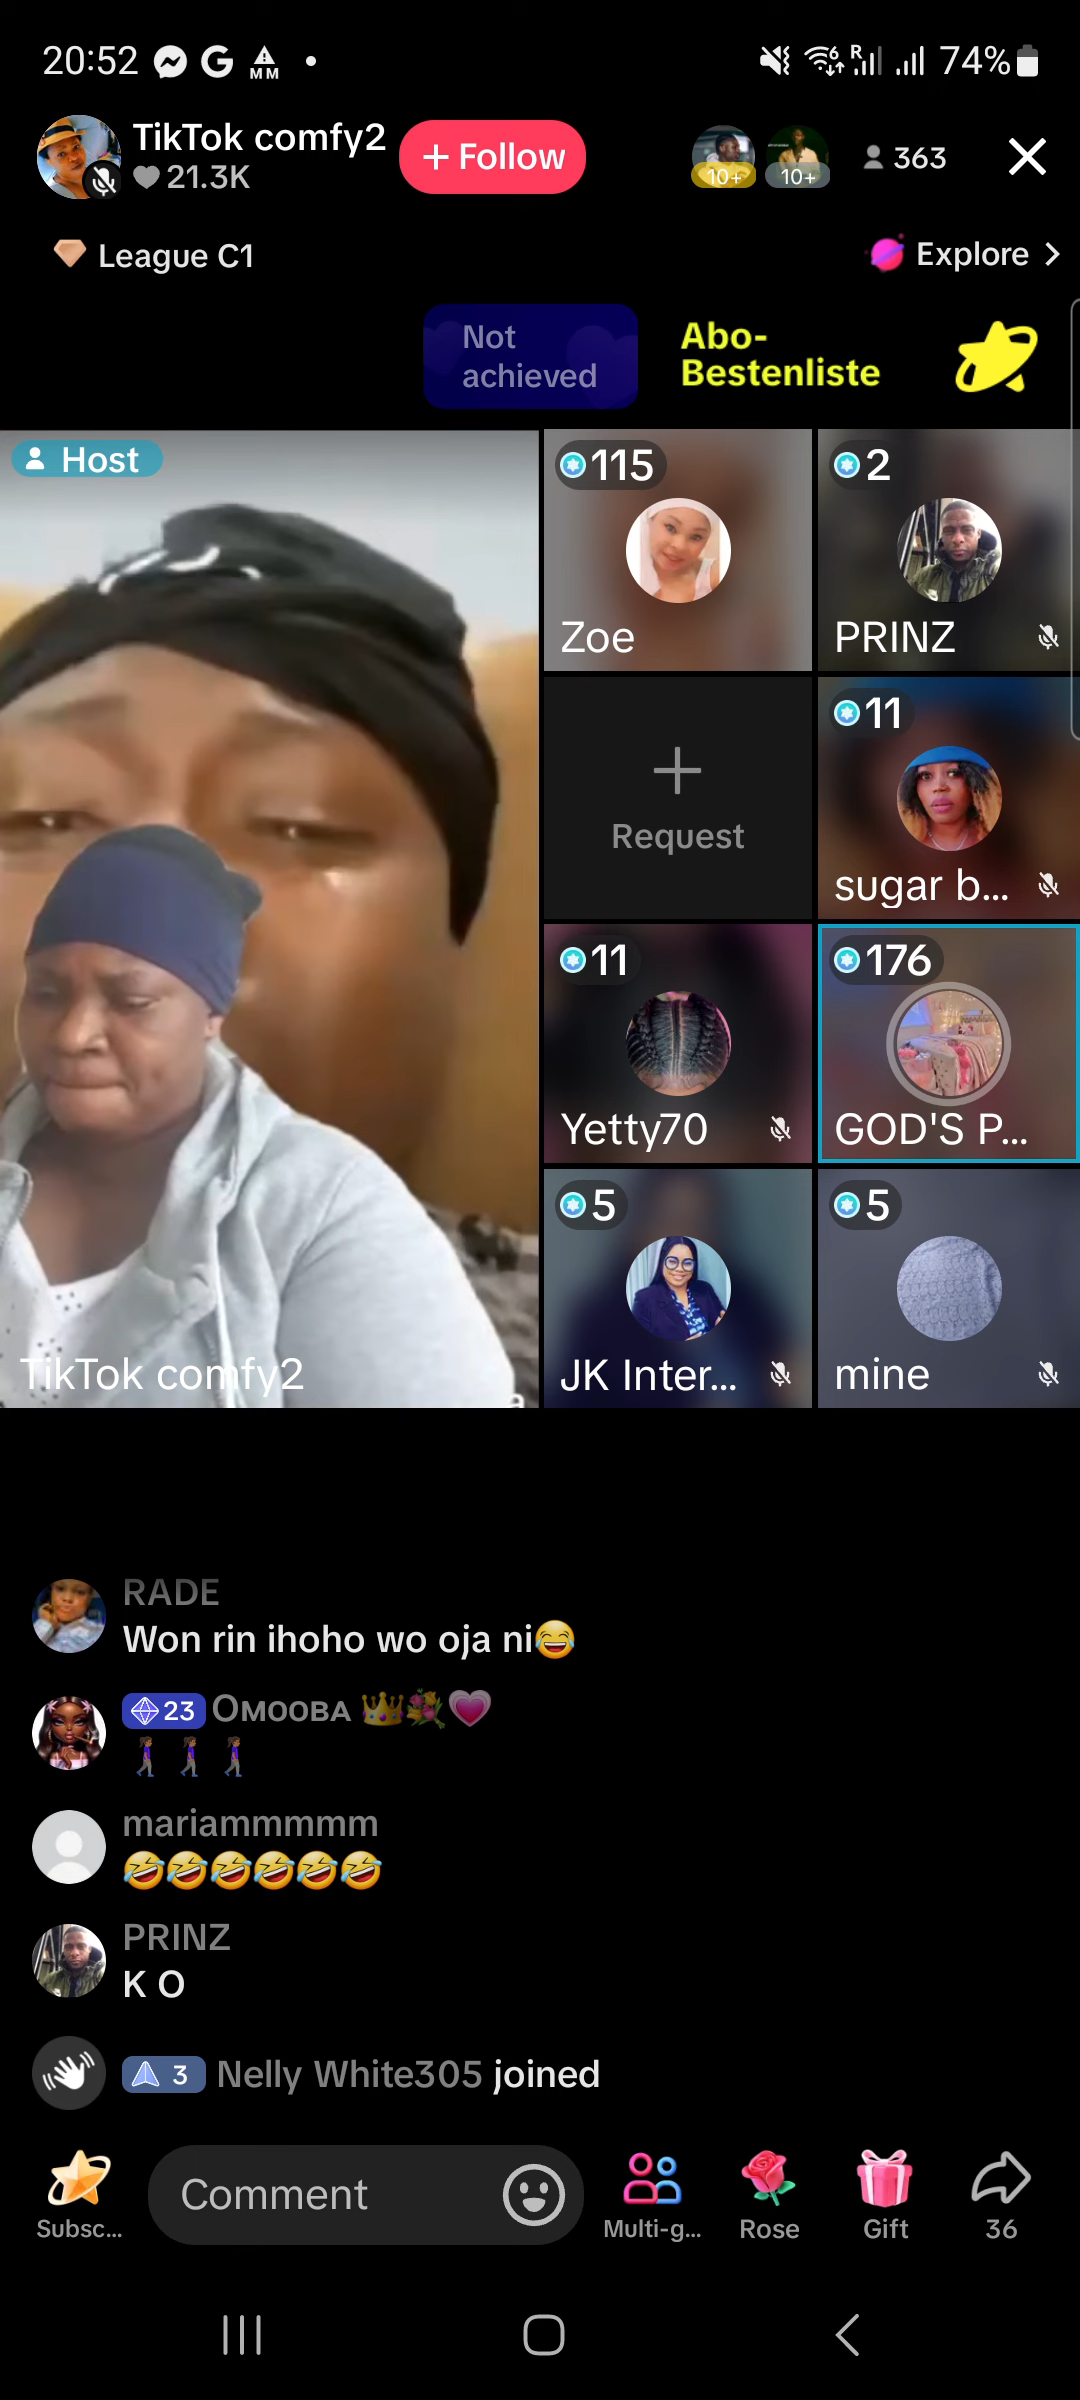 20:52
MM
R
6
74%
TikTok comfy2
21.3K
+ Follow
10+
10+
363
League C1
Explore
Not
achieved
Abo-
Bestenliste
Host
115
Zoe
2
PRINZ
Request
11
sugar b...
11
Yetty70
176
GOD'S P...
5
JK Inter...
5
mine
TikTok comfy2
RADE
Won rin ihoho wo oja ni😂
23 OMOOBA 👑💐💗
🚶🏾‍♀️🚶🏾‍♀️🚶🏾‍♀️
mariammmmm
🤣🤣🤣🤣🤣🤣
PRINZ
K O
3 Nelly White305 joined
Comment
Subsc...
Multi-g...
Rose
Gift
36